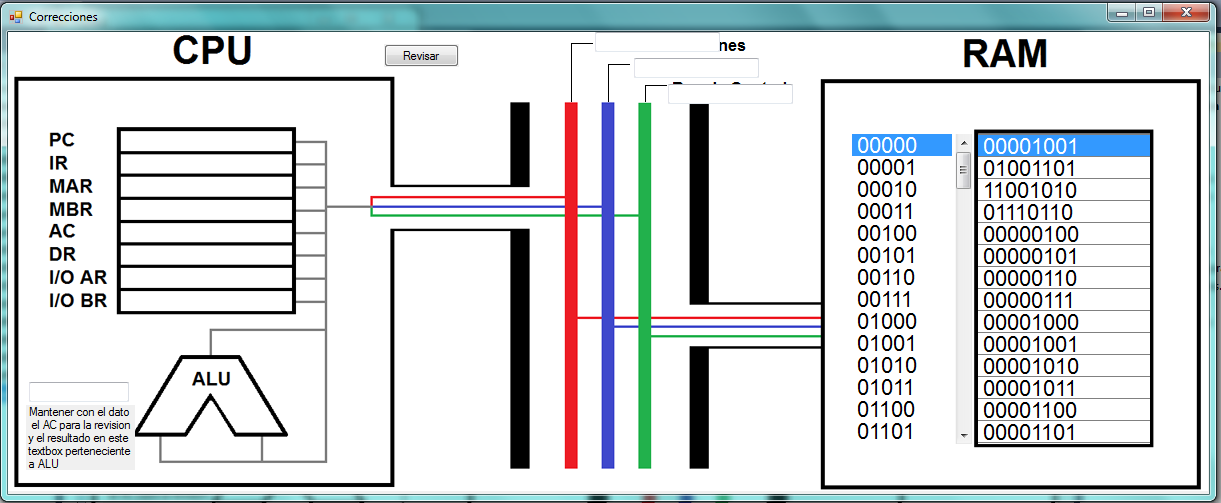 Correcciones
CPU
Revisar
nes
RAM
PC
IR
MAR
MBR
AC
DR
I/O AR
I/O BR
ALU
Mantener con el dato
el AC para la revision
y el resultado en este
textbox perteneciente
a ALU
00000 00001001
00001 01001101
00010 11001010
00011 01110110
00100 00000100
00101 00000101
00110 00000110
00111 00000111
01000 00001000
01001 00001001
01010 00001010
01011 00001011
01100 00001100
01101 00001101